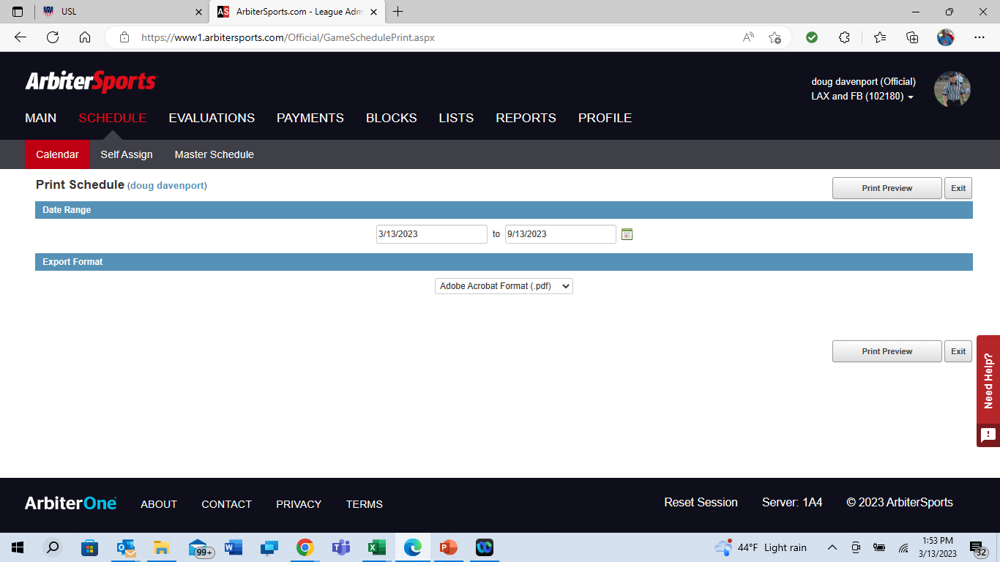 USL
ArbiterSports.com - League Adm
https://www1.arbitersports.com/Official/GameSchedulePrint.aspx
ArbiterSports
doug davenport (Official)
LAX and FB (102180)
MAIN SCHEDULE EVALUATIONS PAYMENTS BLOCKS LISTS REPORTS PROFILE
Calendar Self Assign Master Schedule
Print Schedule (doug davenport)
Print Preview Exit
Date Range
3/13/2023 to 9/13/2023
Export Format
Adobe Acrobat Format (.pdf)
Print Preview Exit
Need Help?
ArbiterOne ABOUT CONTACT PRIVACY TERMS Reset Session Server: 1A4 © 2023 ArbiterSports
99+
44°F Light rain
1:53 PM
3/13/2023
32